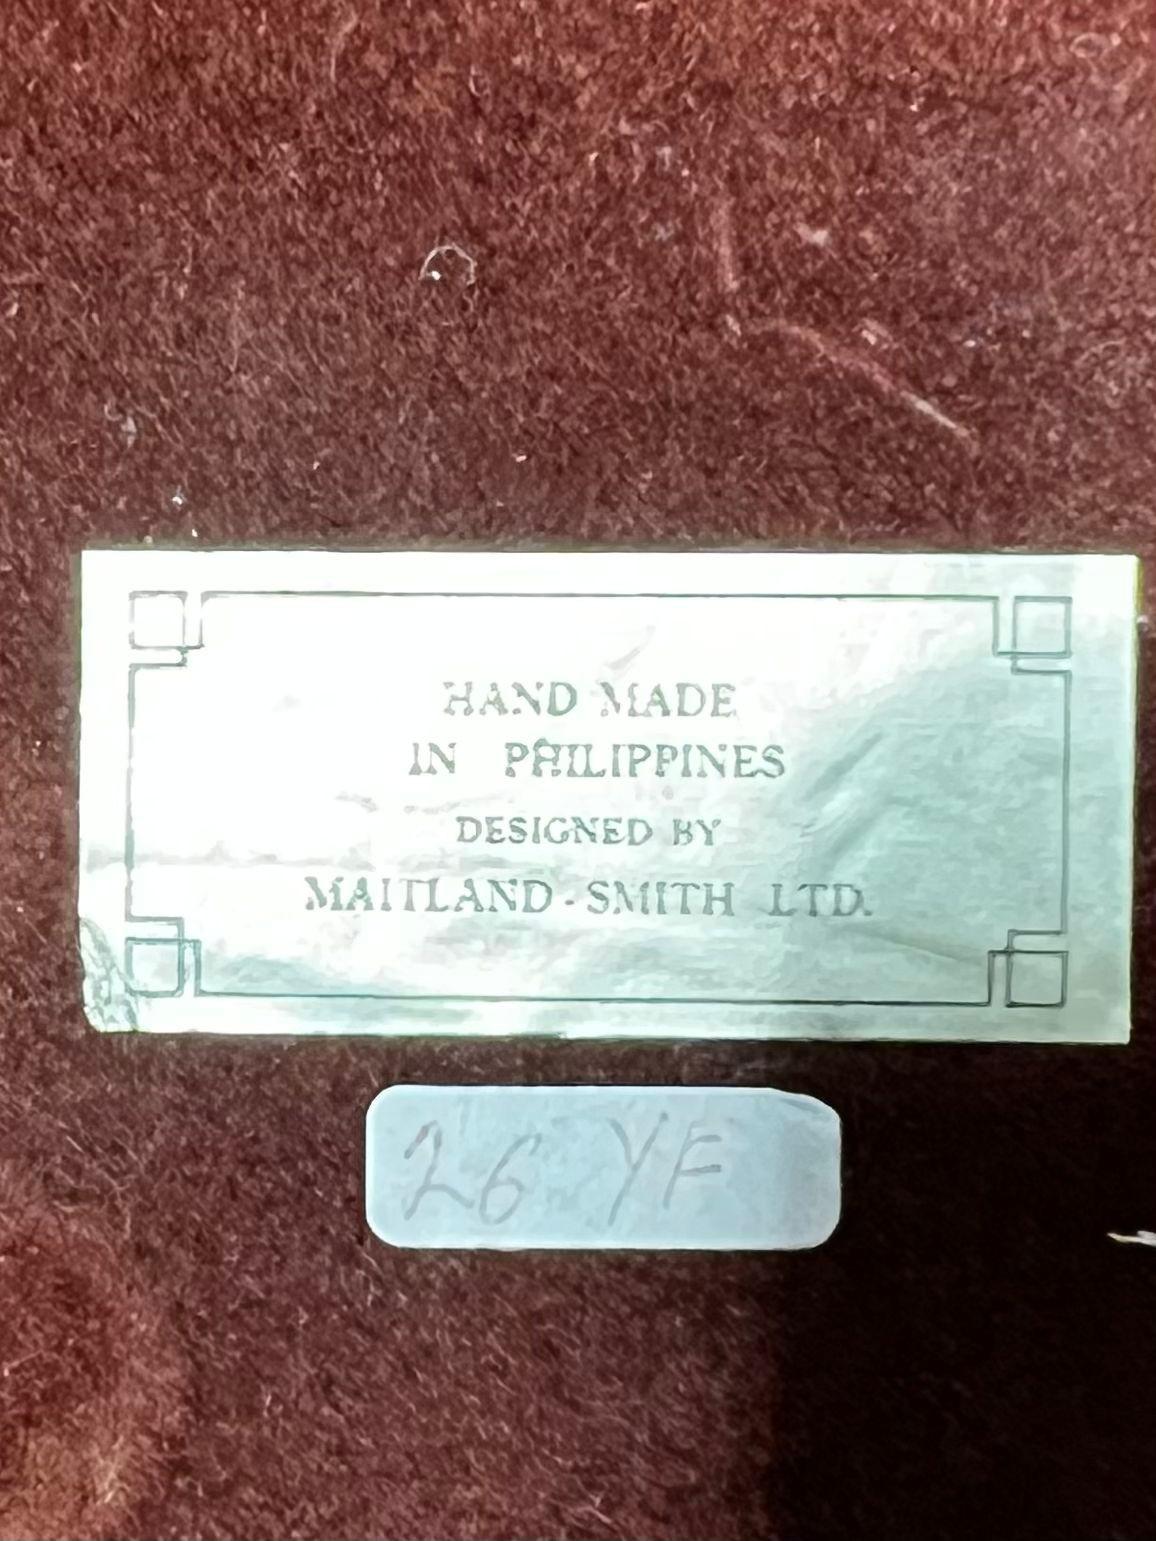 HAND MADE
IN PHILIPPINES
DESIGNED BY
MAITLAND-SMITH LTD.
26 YF